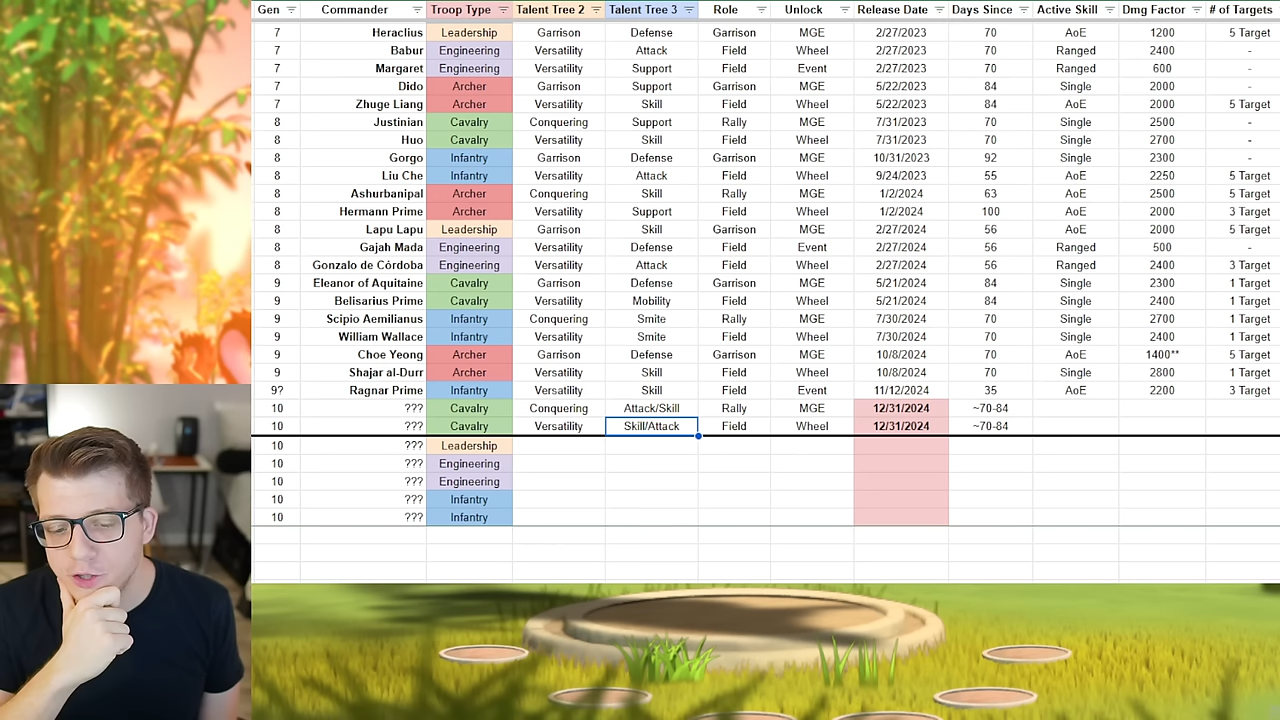 Gen Commander Troop Type Talent Tree 2 Talent Tree 3 Role Unlock Release Date Days Since Active Skill Dmg Factor # of Targets
7 Heraclius Leadership Garrison Defense Garrison MGE 2/27/2023 70 AoE 1200 5 Target
7 Babur Engineering Versatility Attack Field Wheel 2/27/2023 70 Ranged 2400 -
7 Margaret Engineering Versatility Support Field Event 2/27/2023 70 Ranged 600 -
7 Dido Archer Garrison Support Garrison MGE 5/22/2023 84 Single 2000 -
7 Zhuge Liang Archer Versatility Skill Field Wheel 5/22/2023 84 AoE 2000 5 Target
8 Justinian Cavalry Conquering Support Rally MGE 7/31/2023 70 Single 2500 -
8 Huo Cavalry Versatility Skill Field Wheel 7/31/2023 70 Single 2700 -
8 Gorgo Infantry Garrison Defense Garrison MGE 10/31/2023 92 Single 2300 -
8 Liu Che Infantry Versatility Attack Field Wheel 9/24/2023 55 AoE 2250 5 Target
8 Ashurbanipal Archer Conquering Skill Rally MGE 1/2/2024 63 AoE 2500 5 Target
8 Hermann Prime Archer Versatility Support Field Wheel 1/2/2024 100 AoE 2000 3 Target
8 Lapu Lapu Leadership Garrison Skill Garrison MGE 2/27/2024 56 AoE 2000 5 Target
8 Gajah Mada Engineering Versatility Defense Field Event 2/27/2024 56 Ranged 500 -
8 Gonzalo de Córdoba Engineering Versatility Attack Field Wheel 2/27/2024 56 Ranged 2400 3 Target
9 Eleanor of Aquitaine Cavalry Garrison Defense Garrison MGE 5/21/2024 84 Single 2300 1 Target
9 Belisarius Prime Cavalry Versatility Mobility Field Wheel 5/21/2024 84 Single 2400 1 Target
9 Scipio Aemilianus Infantry Conquering Smite Rally MGE 7/30/2024 70 Single 2700 1 Target
9 William Wallace Infantry Versatility Smite Field Wheel 7/30/2024 70 Single 2400 1 Target
9 Choe Yeong Archer Garrison Defense Garrison MGE 10/8/2024 70 AoE 1400** 5 Target
9 Shajar al-Durr Archer Versatility Skill Field Wheel 10/8/2024 70 Single 2800 1 Target
9? Ragnar Prime Infantry Versatility Skill Field Event 11/12/2024 35 AoE 2200 3 Target
10 ??? Cavalry Conquering Attack/Skill Rally MGE 12/31/2024 ~70-84
10 ??? Cavalry Versatility Skill/Attack Field Wheel 12/31/2024 ~70-84
10 ??? Leadership
10 ??? Engineering
10 ??? Engineering
10 ??? Infantry
10 ??? Infantry